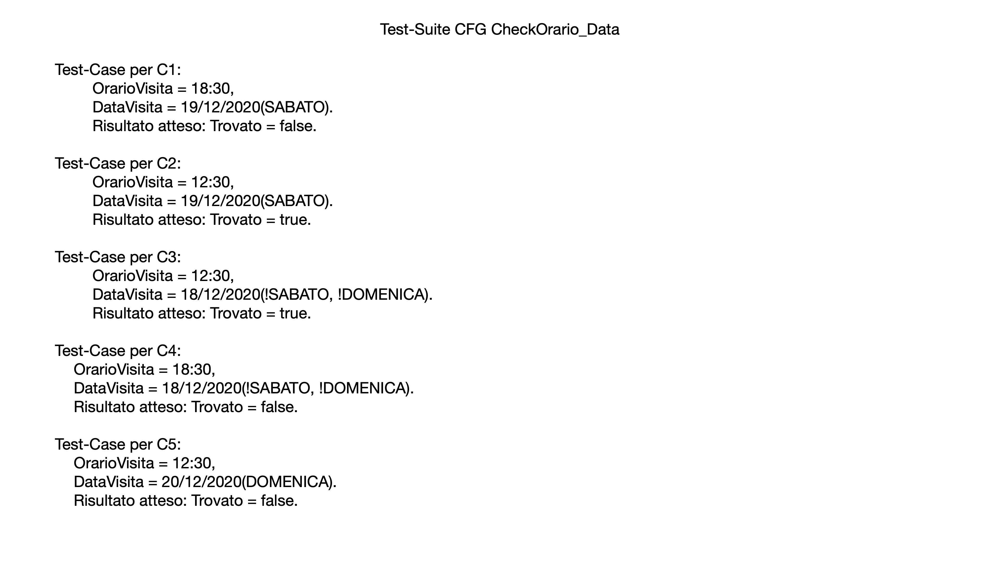 Test-Suite CFG CheckOrario_Data
Test-Case per C1:
OrarioVisita = 18:30,
DataVisita = 19/12/2020(SABATO).
Risultato atteso: Trovato = false.
Test-Case per C2:
OrarioVisita = 12:30,
DataVisita = 19/12/2020(SABATO).
Risultato atteso: Trovato = true.
Test-Case per C3:
OrarioVisita = 12:30,
DataVisita = 18/12/2020(!SABATO, !DOMENICA).
Risultato atteso: Trovato = true.
Test-Case per C4:
OrarioVisita = 18:30,
DataVisita = 18/12/2020(!SABATO, !DOMENICA).
Risultato atteso: Trovato = false.
Test-Case per C5:
OrarioVisita = 12:30,
DataVisita = 20/12/2020(DOMENICA).
Risultato atteso: Trovato = false.